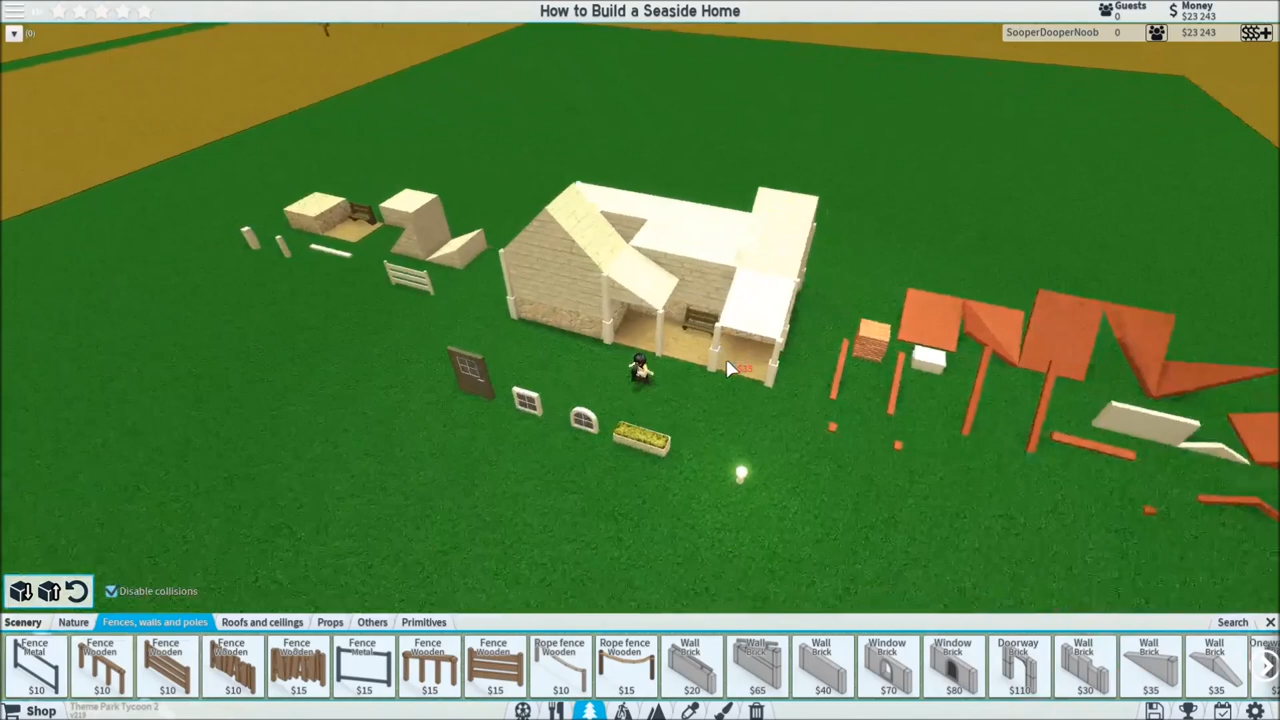 How to Build a Seaside Home
Guests
0
Money
$23 243
(0)
SooperDooperNoob 0 $23 243
$$$+
$35
Disable collisions
Scenery Nature Fences, walls and poles Roofs and ceilings Props Others Primitives Search
Fence Metal $10
Fence Wooden $10
Fence Wooden $10
Fence Wooden $10
Fence Wooden $15
Fence Metal $15
Fence Wooden $15
Fence Wooden $15
Rope fence Wooden $10
Rope fence Wooden $15
Wall Brick $20
Wall Brick $65
Wall Brick $40
Window Brick $70
Window Brick $80
Doorway Brick $110
Wall Brick $30
Wall Brick $35
Wall Brick $35
Shop
Theme Park Tycoon 2
v319